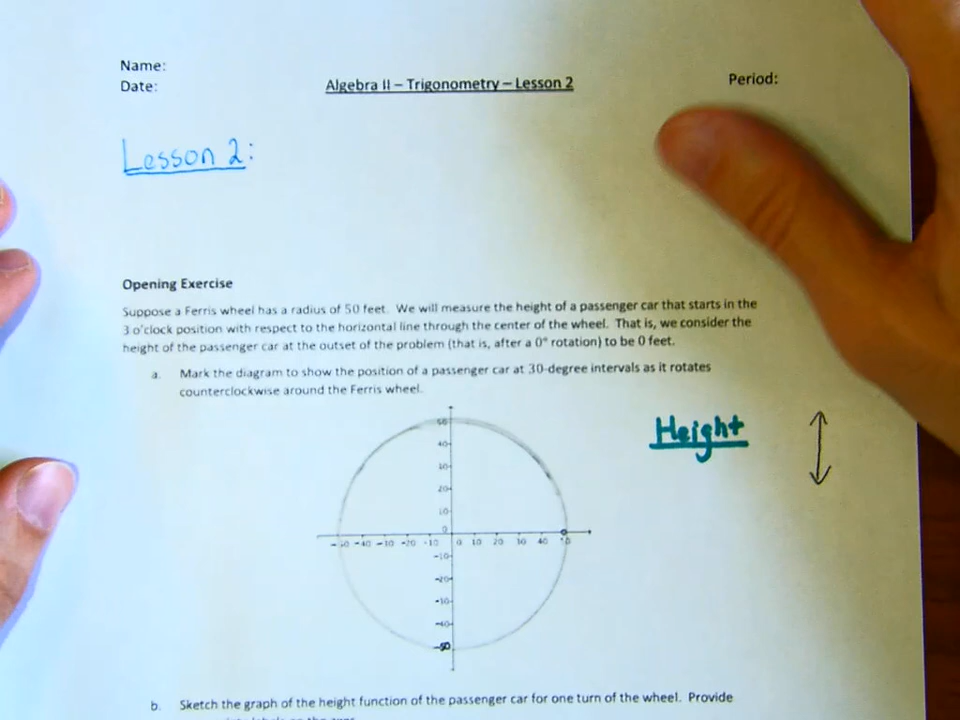 Name:
Date:
Algebra II – Trigonometry – Lesson 2
Period:
Lesson 2:
Opening Exercise
Suppose a Ferris wheel has a radius of 50 feet. We will measure the height of a passenger car that starts in the
3 o'clock position with respect to the horizontal line through the center of the wheel. That is, we consider the
height of the passenger car at the outset of the problem (that is, after a 0° rotation) to be 0 feet.
a. Mark the diagram to show the position of a passenger car at 30-degree intervals as it rotates
counterclockwise around the Ferris wheel.
Height
50
40
30
20
10
0
-40 -30 -20 -10 0 10 20 30 40
-10
-20
-30
-40
-50
b. Sketch the graph of the height function of the passenger car for one turn of the wheel. Provide